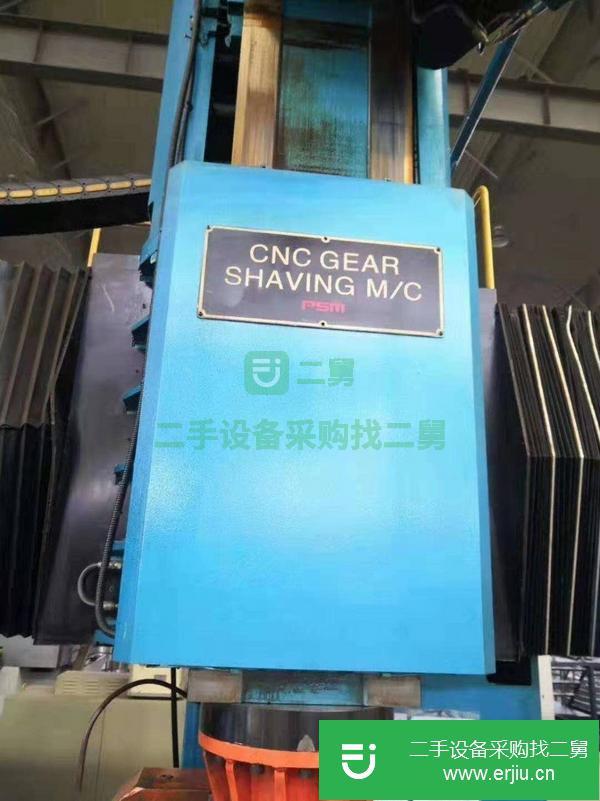 CNC GEAR
SHAVING M/C
PSM
二舅
二手设备采购找二舅
二手设备采购找二舅
www.erjiu.cn